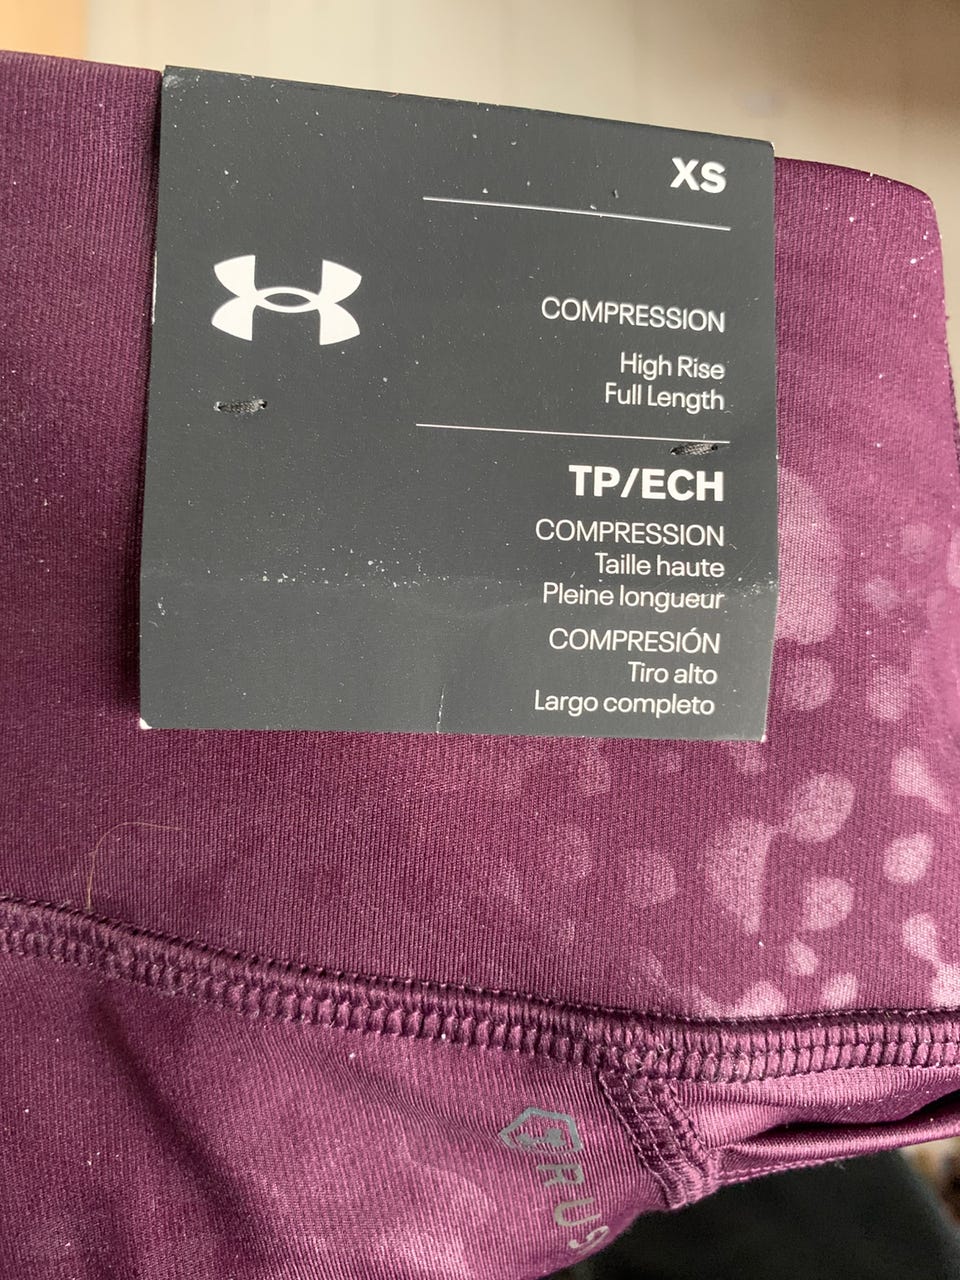 XS
COMPRESSION
High Rise
Full Length
TP/ECH
COMPRESSION
Taille haute
Pleine longueur
COMPRESIÓN
Tiro alto
Largo completo